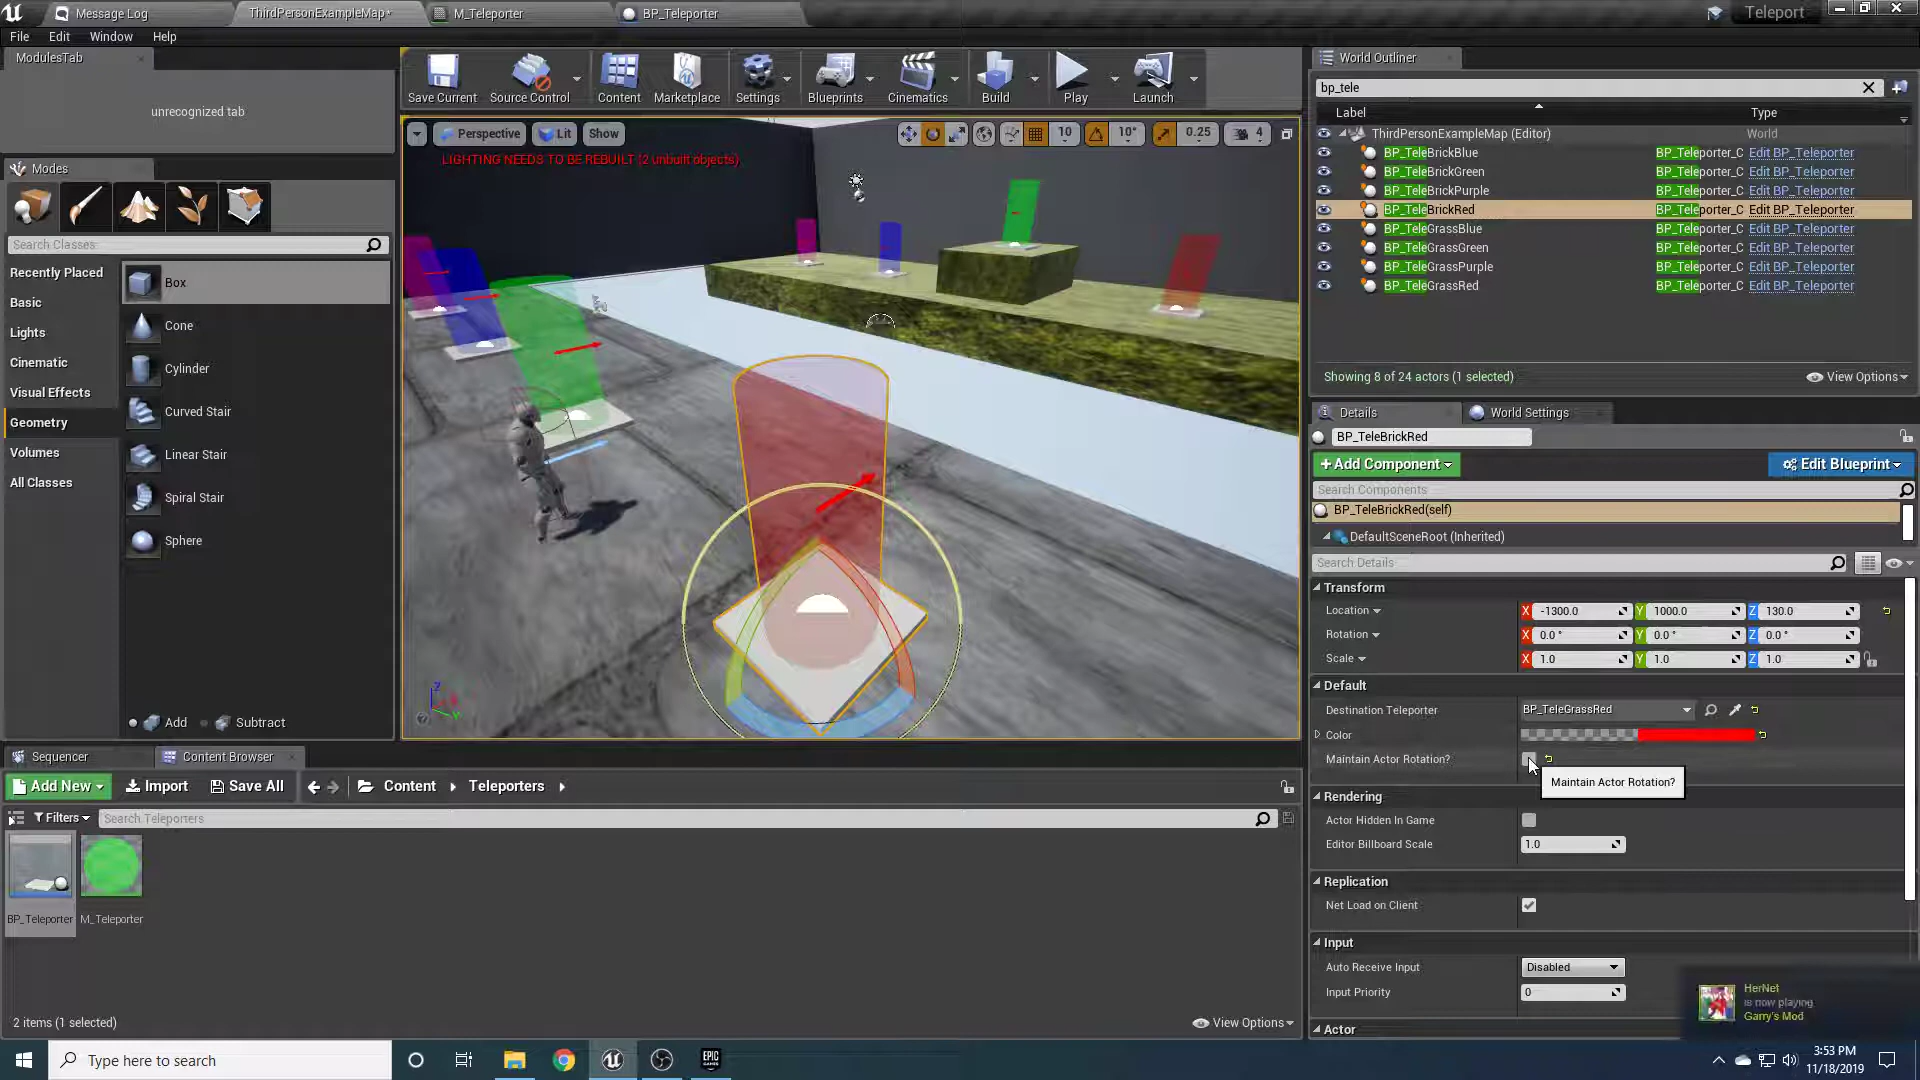 Message Log
ThirdPersonExampleMap*
M_Teleporter
BP_Teleporter
Teleport
File Edit Window Help
ModulesTab
unrecognized tab
Modes
Search Classes
Recently Placed
Basic
Lights
Cinematic
Visual Effects
Geometry
Volumes
All Classes
Box
Cone
Cylinder
Curved Stair
Linear Stair
Spiral Stair
Sphere
Add Subtract
Save Current Source Control Content Marketplace Settings Blueprints Cinematics Build Play Launch
Perspective Lit Show 10 10° 0.25 4
LIGHTING NEEDS TO BE REBUILT (2 unbuilt objects)
World Outliner
bp_tele
Label Type
ThirdPersonExampleMap (Editor) World
BP_TeleBrickBlue BP_Teleporter_C Edit BP_Teleporter
BP_TeleBrickGreen BP_Teleporter_C Edit BP_Teleporter
BP_TeleBrickPurple BP_Teleporter_C Edit BP_Teleporter
BP_TeleBrickRed BP_Teleporter_C Edit BP_Teleporter
BP_TeleGrassBlue BP_Teleporter_C Edit BP_Teleporter
BP_TeleGrassGreen BP_Teleporter_C Edit BP_Teleporter
BP_TeleGrassPurple BP_Teleporter_C Edit BP_Teleporter
BP_TeleGrassRed BP_Teleporter_C Edit BP_Teleporter
Showing 8 of 24 actors (1 selected) View Options
Details World Settings
BP_TeleBrickRed
+Add Component Edit Blueprint
Search Components
BP_TeleBrickRed(self)
DefaultSceneRoot (Inherited)
Search Details
Transform
Location X -1300.0 Y 1000.0 Z 130.0
Rotation X 0.0° Y 0.0° Z 0.0°
Scale X 1.0 Y 1.0 Z 1.0
Default
Destination Teleporter BP_TeleGrassRed
Color
Maintain Actor Rotation?
Maintain Actor Rotation?
Rendering
Actor Hidden In Game
Editor Billboard Scale 1.0
Replication
Net Load on Client
Input
Auto Receive Input Disabled
Input Priority 0
Actor
HerNet
is now playing
Garry's Mod
Sequencer Content Browser
Add New Import Save All Content Teleporters
Filters Search Teleporters
BP_Teleporter M_Teleporter
2 items (1 selected) View Options
Type here to search
EPIC
GAMES
3:53 PM
11/18/2019